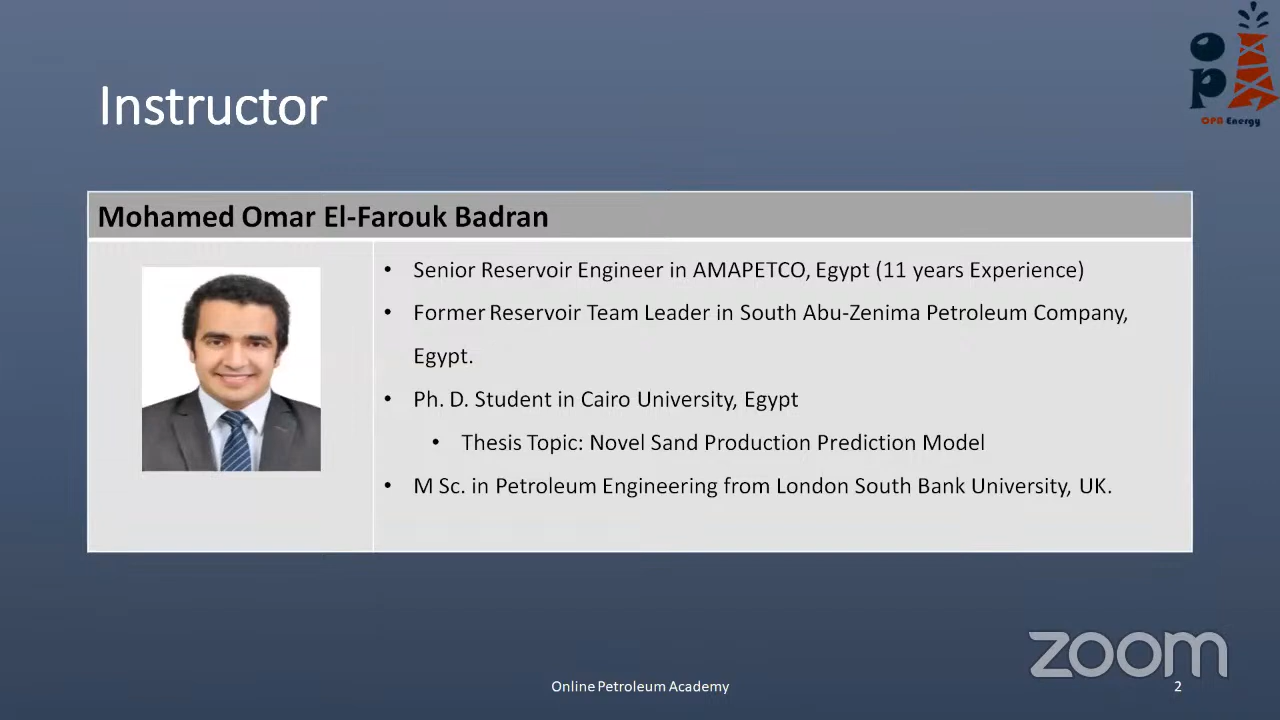 Instructor
OPA Energy
Mohamed Omar El-Farouk Badran
• Senior Reservoir Engineer in AMAPETCO, Egypt (11 years Experience)
• Former Reservoir Team Leader in South Abu-Zenima Petroleum Company,
Egypt.
• Ph. D. Student in Cairo University, Egypt
• Thesis Topic: Novel Sand Production Prediction Model
• M Sc. in Petroleum Engineering from London South Bank University, UK.
zoom
Online Petroleum Academy
2